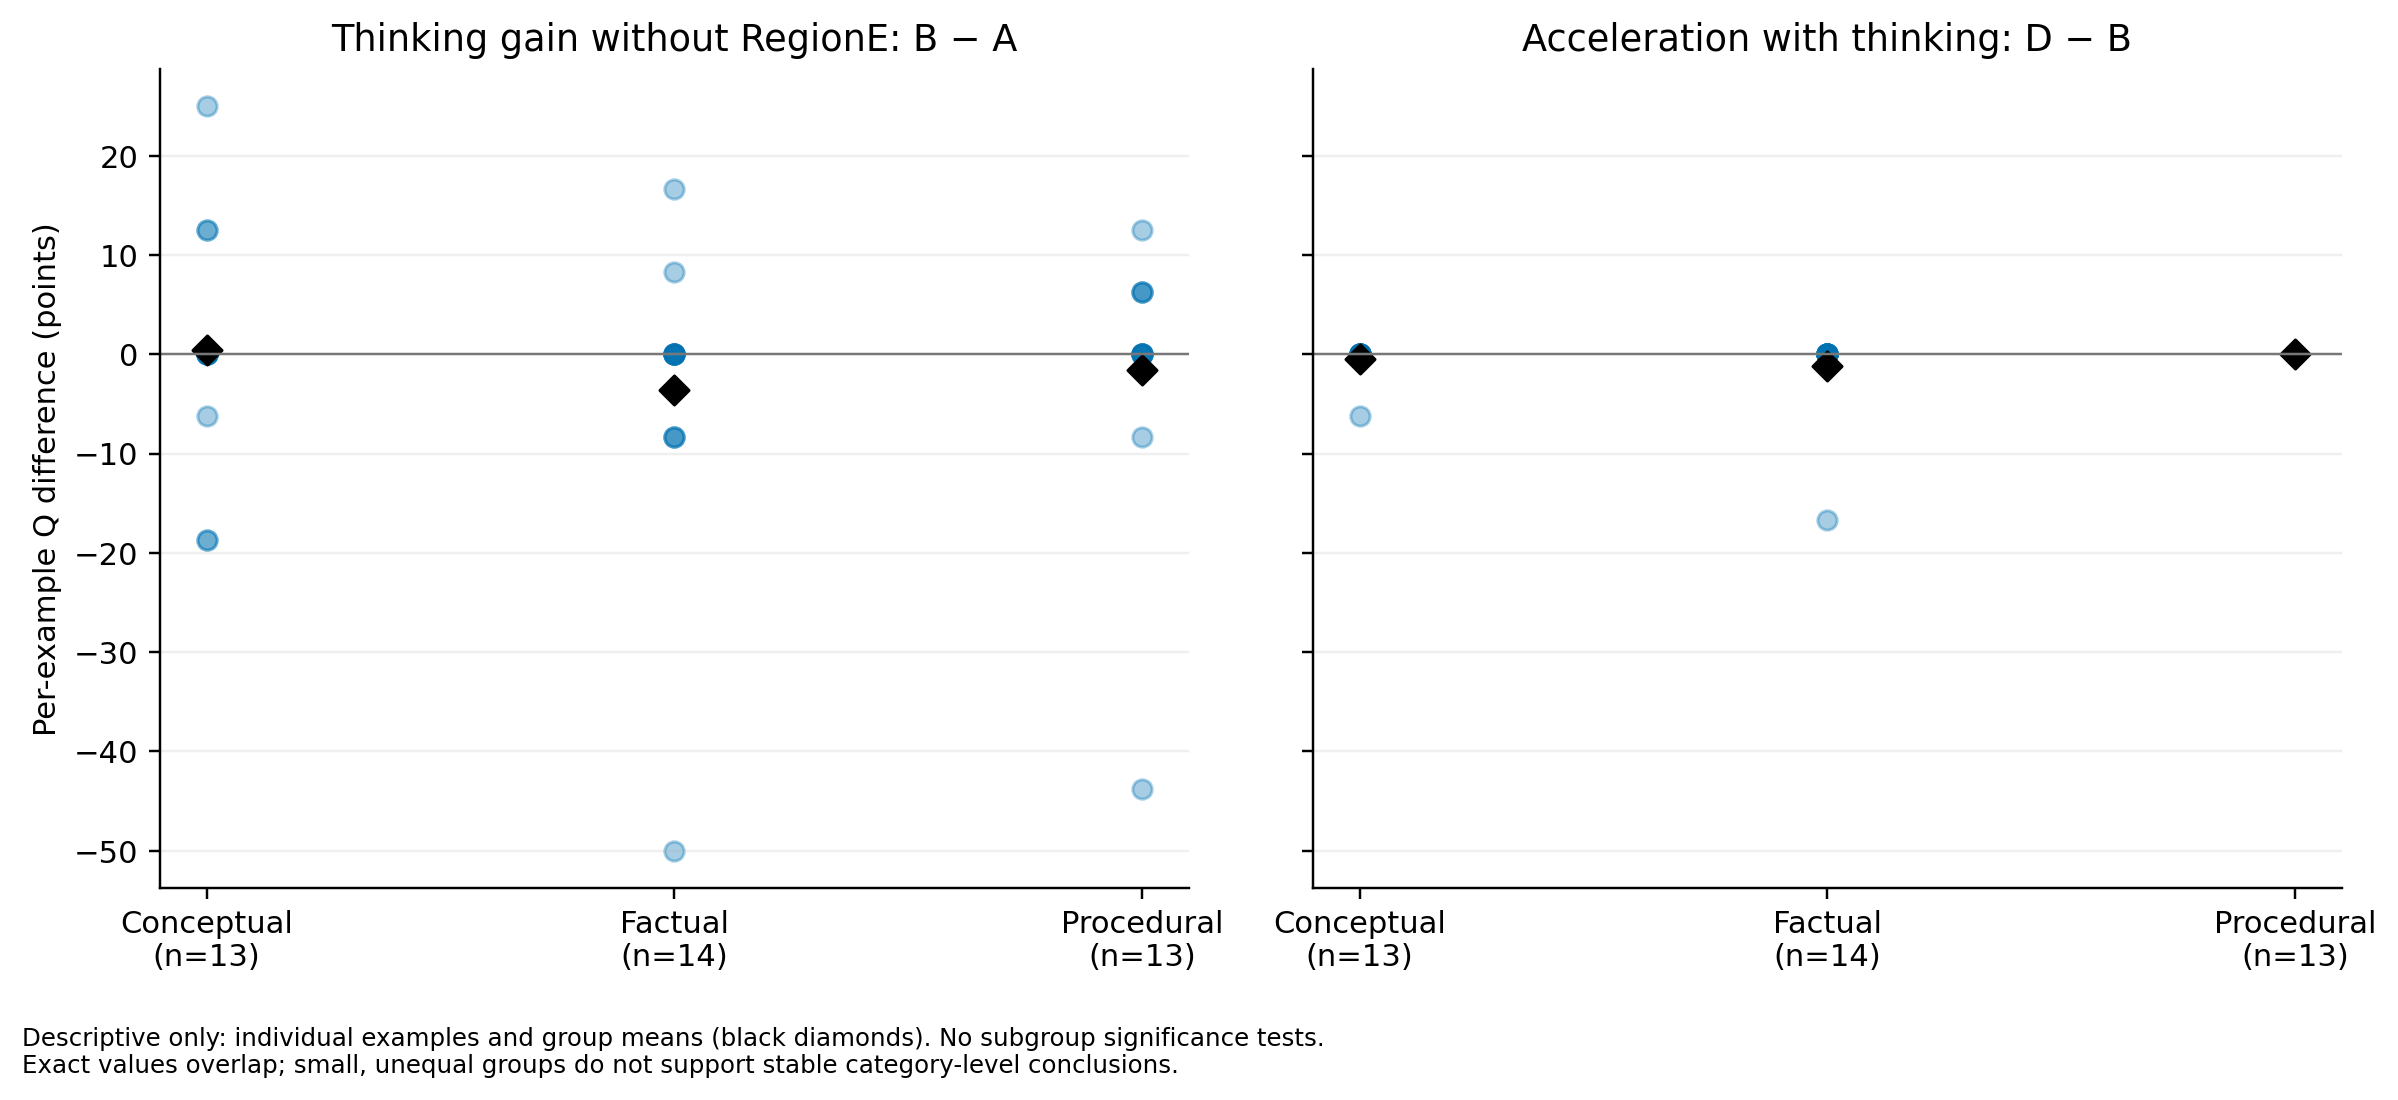 Thinking gain without RegionE: B − A
Per-example Q difference (points)
20
10
0
−10
−20
−30
−40
−50
Conceptual
(n=13)
Factual
(n=14)
Procedural
(n=13)
Acceleration with thinking: D − B
Conceptual
(n=13)
Factual
(n=14)
Procedural
(n=13)
Descriptive only: individual examples and group means (black diamonds). No subgroup significance tests.
Exact values overlap; small, unequal groups do not support stable category-level conclusions.